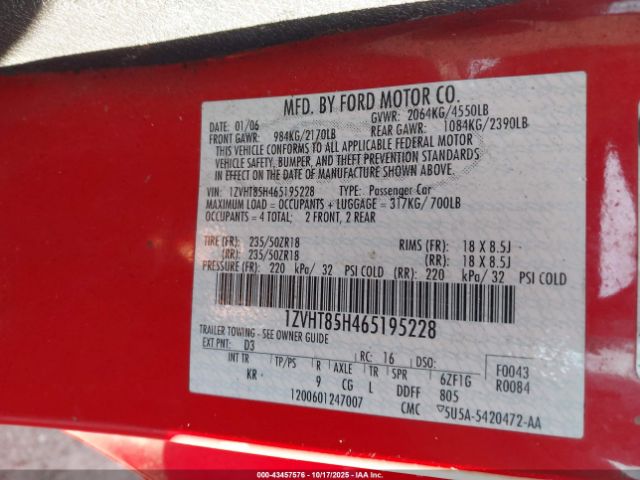 MFD. BY FORD MOTOR CO.
DATE: 01/06 GVWR: 2064KG/4550LB
FRONT GAWR: 984KG/2170LB REAR GAWR: 1084KG/2390LB
THIS VEHICLE CONFORMS TO ALL APPLICABLE FEDERAL MOTOR
VEHICLE SAFETY, BUMPER, AND THEFT PREVENTION STANDARDS
IN EFFECT ON THE DATE OF MANUFACTURE SHOWN ABOVE.
VIN: 1ZVHT85H465195228 TYPE: Passenger Car
MAXIMUM LOAD = OCCUPANTS + LUGGAGE = 317KG/ 700LB
OCCUPANTS = 4 TOTAL; 2 FRONT, 2 REAR
TIRE (FR): 235/50ZR18 RIMS (FR): 18 X 8.5J
(RR): 235/50ZR18 (RR): 18 X 8.5J
PRESSURE (FR): 220 kPa/ 32 PSI COLD (RR): 220 kPa/ 32 PSI COLD
1ZVHT85H465195228
TRAILER TOWING - SEE OWNER GUIDE
EXT PNT: D3 RC: 16 DSO: F0043
INT TR TP/PS R AXLE TR SPR 6ZF1G R0084
KR 9 CG L DDFF 805
1200601247007 CMC 5U5A-5420472-AA
000-43457576 - 10/17/2025 - IAAI.com